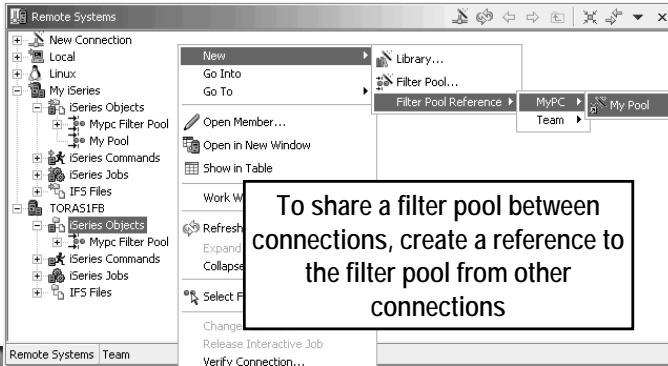 Remote Systems
New Connection
Local
Linux
My iSeries
iSeries Objects
Mypc Filter Pool
My Pool
iSeries Commands
iSeries Jobs
IFS Files
TORAS1FB
iSeries Objects
Mypc Filter Pool
iSeries Commands
iSeries Jobs
IFS Files
New
Go Into
Go To
Open Member...
Open in New Window
Show in Table
Work W
Refresh
Expand
Collapse
Select F
Change
Release Interactive Job
Verify Connection...
Library...
Filter Pool...
Filter Pool Reference
MyPC
Team
My Pool
To share a filter pool between
connections, create a reference to
the filter pool from other
connections
Remote Systems Team